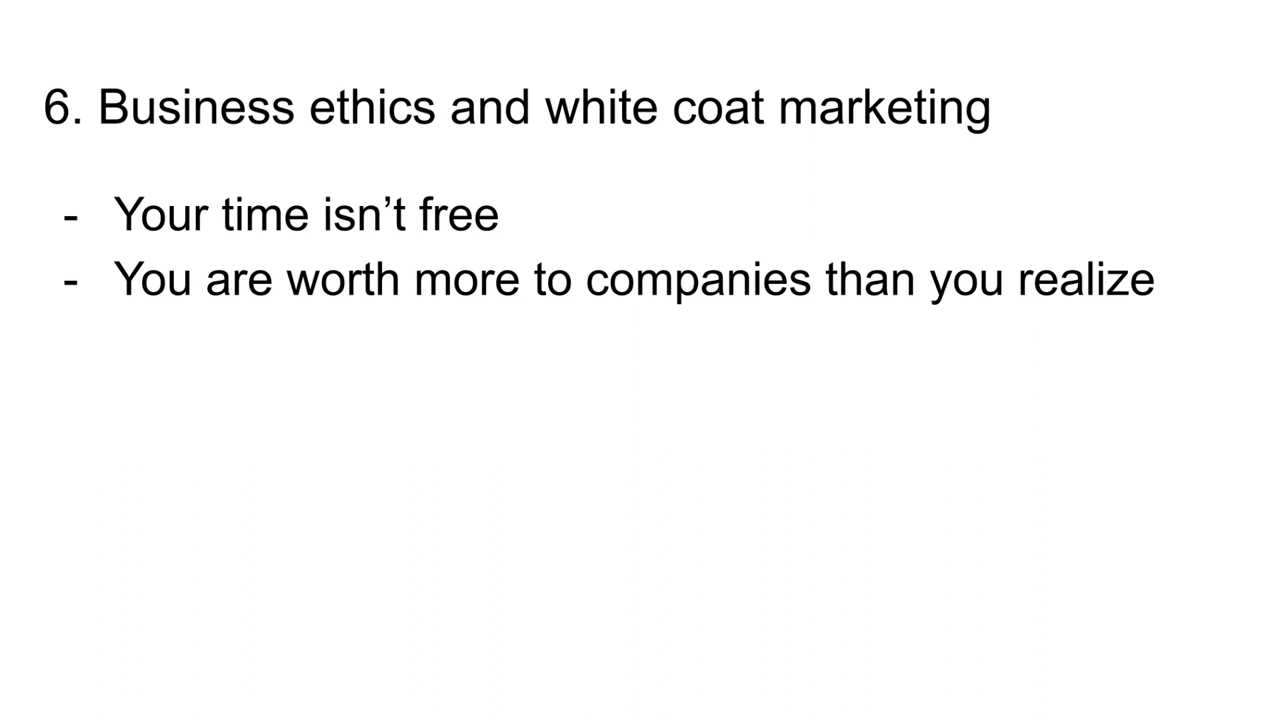 6. Business ethics and white coat marketing
- Your time isn’t free
- You are worth more to companies than you realize